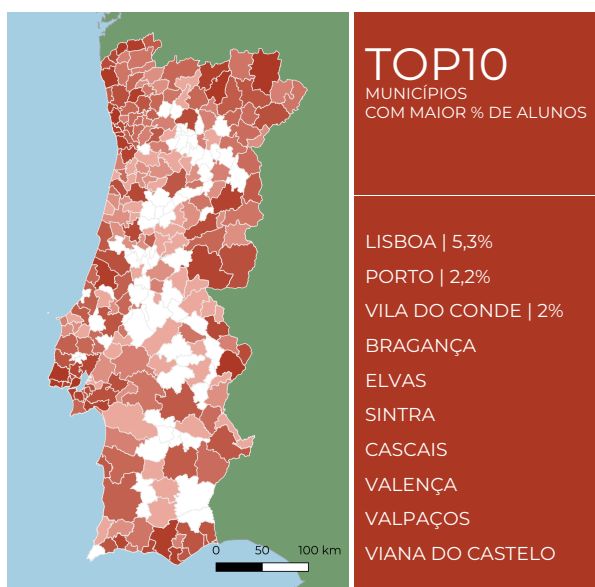 TOP10
MUNICÍPIOS
COM MAIOR % DE ALUNOS
LISBOA | 5,3%
PORTO | 2,2%
VILA DO CONDE | 2%
BRAGANÇA
ELVAS
SINTRA
CASCAIS
VALENÇA
VALPAÇOS
VIANA DO CASTELO
0 50 100 km